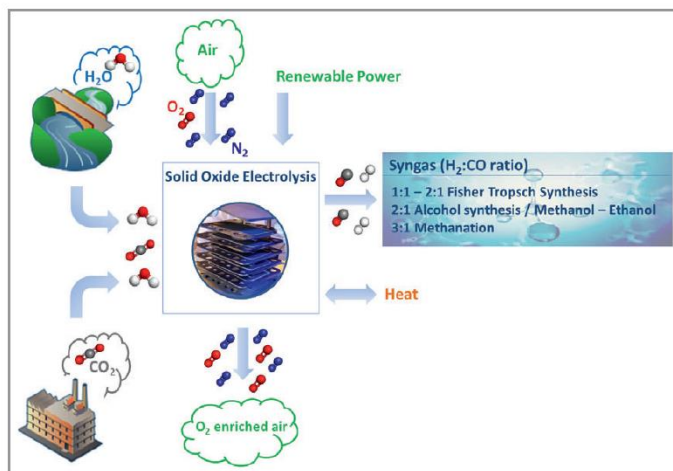 H₂O
Air
Renewable Power
O₂
N₂
Solid Oxide Electrolysis
Syngas (H₂:CO ratio)
1:1 – 2:1 Fisher Tropsch Synthesis
2:1 Alcohol synthesis / Methanol – Ethanol
3:1 Methanation
Heat
CO₂
O₂ enriched air